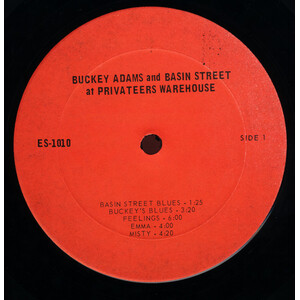 BUCKEY ADAMS and BASIN STREET
at PRIVATEERS WAREHOUSE
ES-1010
SIDE 1
BASIN STREET BLUES - 1:25
BUCKEY'S BLUES - 3:20
FEELINGS - 6:00
EMMA - 4:00
MISTY - 4:20